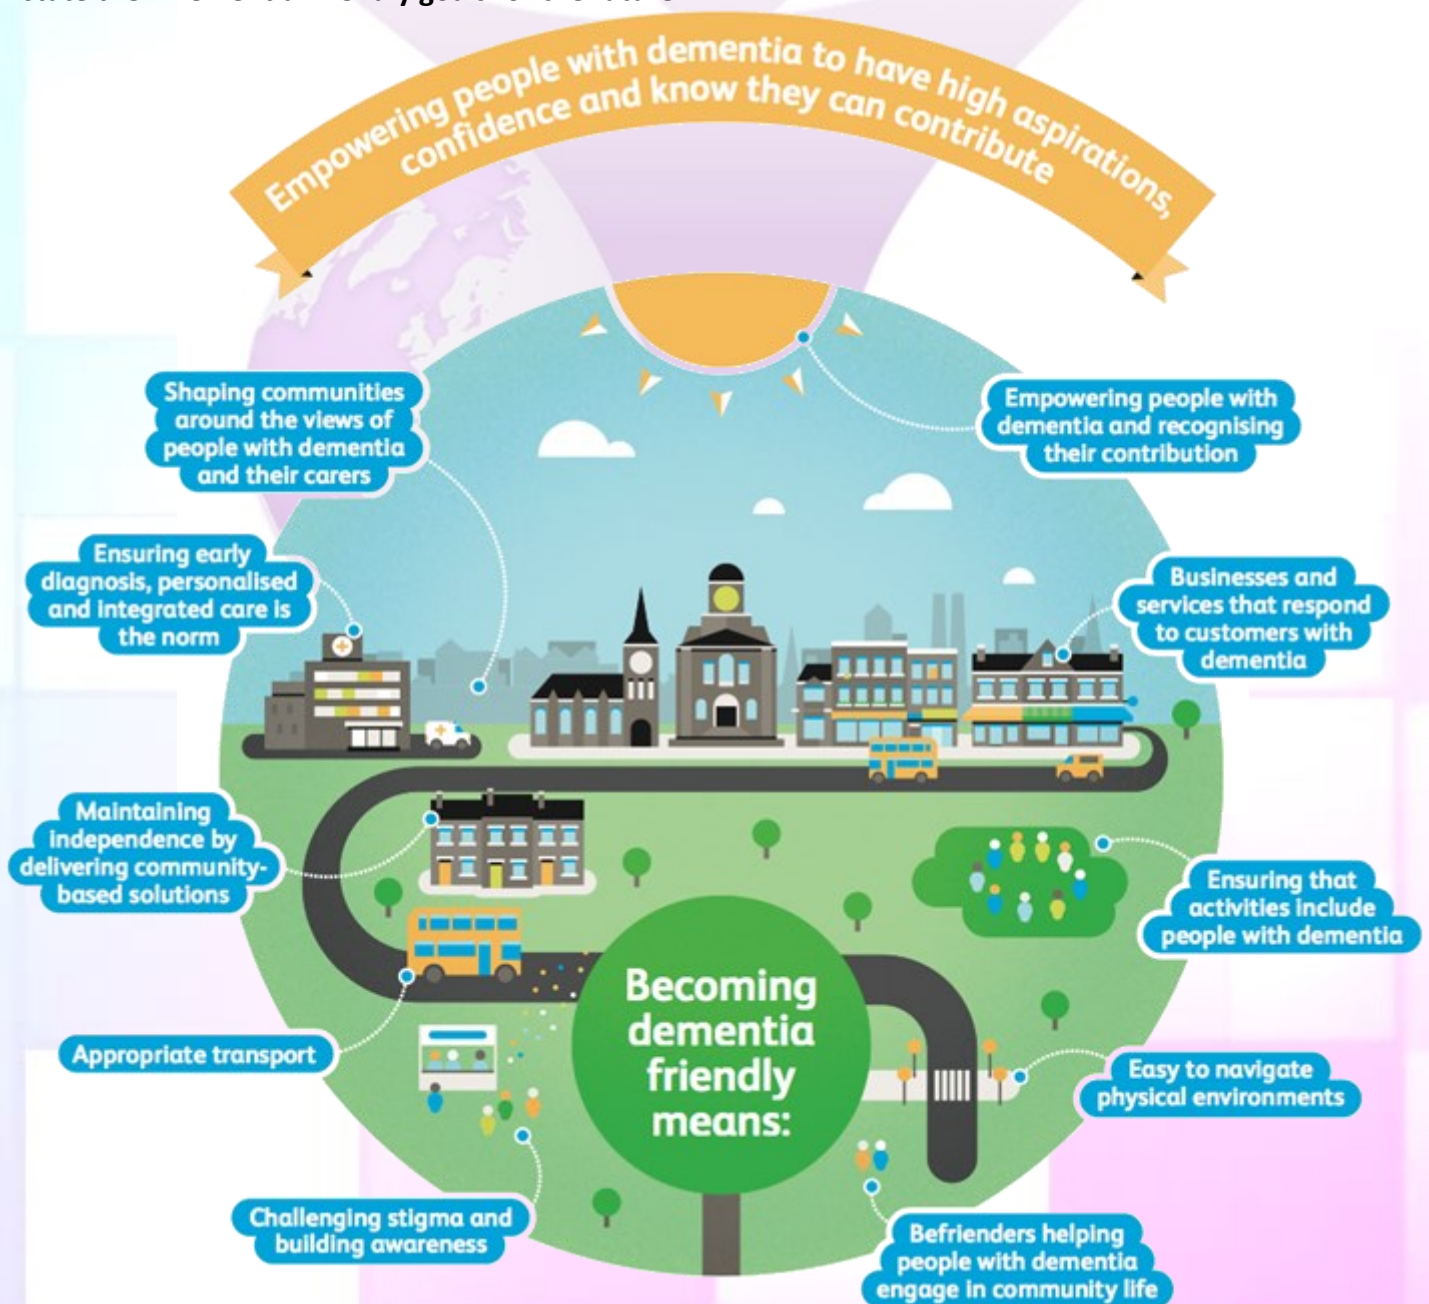 Empowering people with dementia to have high aspirations,
confidence and know they can contribute
Shaping communities
around the views of
people with dementia
and their carers
Empowering people with
dementia and recognising
their contribution
Ensuring early
diagnosis, personalised
and integrated care is
the norm
Businesses and
services that respond
to customers with
dementia
Maintaining
independence by
delivering community-
based solutions
Ensuring that
activities include
people with dementia
Becoming
dementia
friendly
means:
Appropriate transport
Easy to navigate
physical environments
Challenging stigma and
building awareness
Befrienders helping
people with dementia
engage in community life